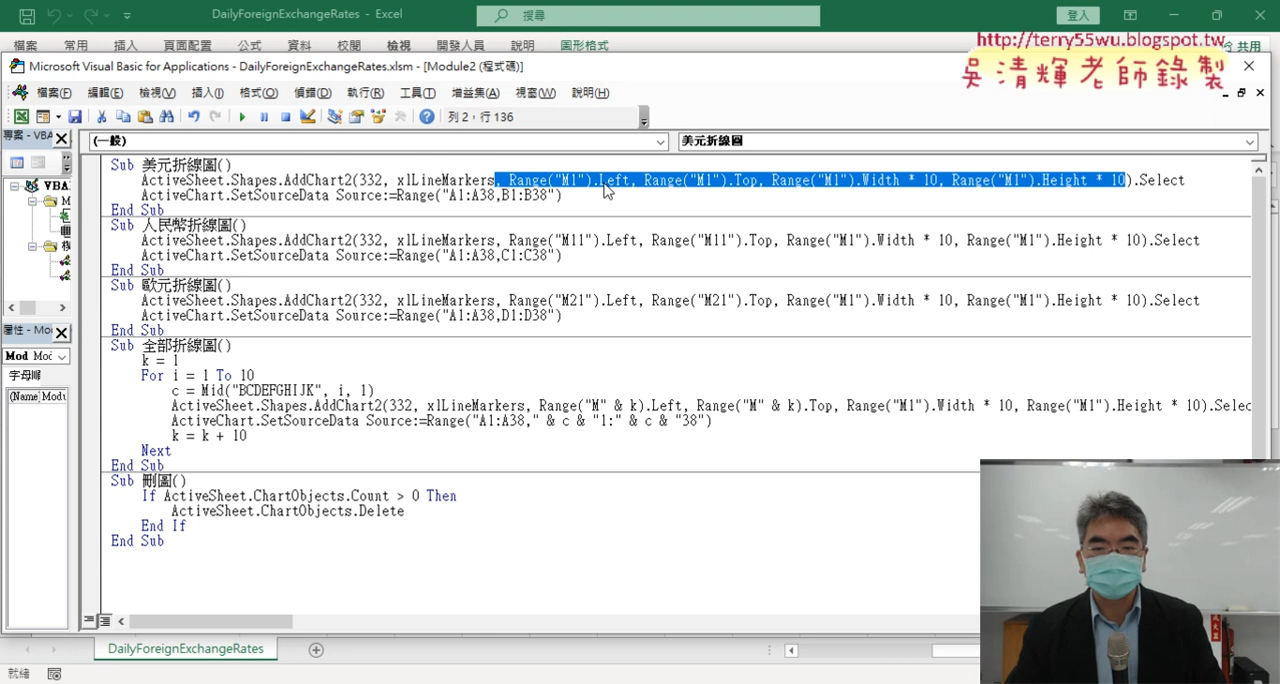 DailyForeignExchangeRates - Excel
搜尋
登入
檔案 常用 插入 頁面配置 公式 資料 校閱 檢視 開發人員 說明 圖形格式
共用
http://terry55wu.blogspot.tw
吳清輝老師錄製
Microsoft Visual Basic for Applications - DailyForeignExchangeRates.xlsm - [Module2 (程式碼)]
檔案(F) 編輯(E) 檢視(V) 插入(I) 格式(O) 偵錯(D) 執行(R) 工具(T) 增益集(A) 視窗(W) 說明(H)
列 2，行 136
專案 - VBA
(一般)
美元折線圖
VBA
Sub 美元折線圖()
ActiveSheet.Shapes.AddChart2(332, xlLineMarkers, Range("M1").Left, Range("M1").Top, Range("M1").Width * 10, Range("M1").Height * 10).Select
ActiveChart.SetSourceData Source:=Range("A1:A38,B1:B38")
End Sub
Sub 人民幣折線圖()
ActiveSheet.Shapes.AddChart2(332, xlLineMarkers, Range("M11").Left, Range("M11").Top, Range("M1").Width * 10, Range("M1").Height * 10).Select
ActiveChart.SetSourceData Source:=Range("A1:A38,C1:C38")
End Sub
Sub 歐元折線圖()
ActiveSheet.Shapes.AddChart2(332, xlLineMarkers, Range("M21").Left, Range("M21").Top, Range("M1").Width * 10, Range("M1").Height * 10).Select
ActiveChart.SetSourceData Source:=Range("A1:A38,D1:D38")
End Sub
Sub 全部折線圖()
k = 1
For i = 1 To 10
c = Mid("BCDEFGHIJK", i, 1)
ActiveSheet.Shapes.AddChart2(332, xlLineMarkers, Range("M" & k).Left, Range("M" & k).Top, Range("M1").Width * 10, Range("M1").Height * 10).Selec
ActiveChart.SetSourceData Source:=Range("A1:A38," & c & "1:" & c & "38")
k = k + 10
Next
End Sub
Sub 刪圖()
If ActiveSheet.ChartObjects.Count > 0 Then
ActiveSheet.ChartObjects.Delete
End If
End Sub
屬性 - Mo
Mod
字母順
(Name) Modu
DailyForeignExchangeRates
就緒